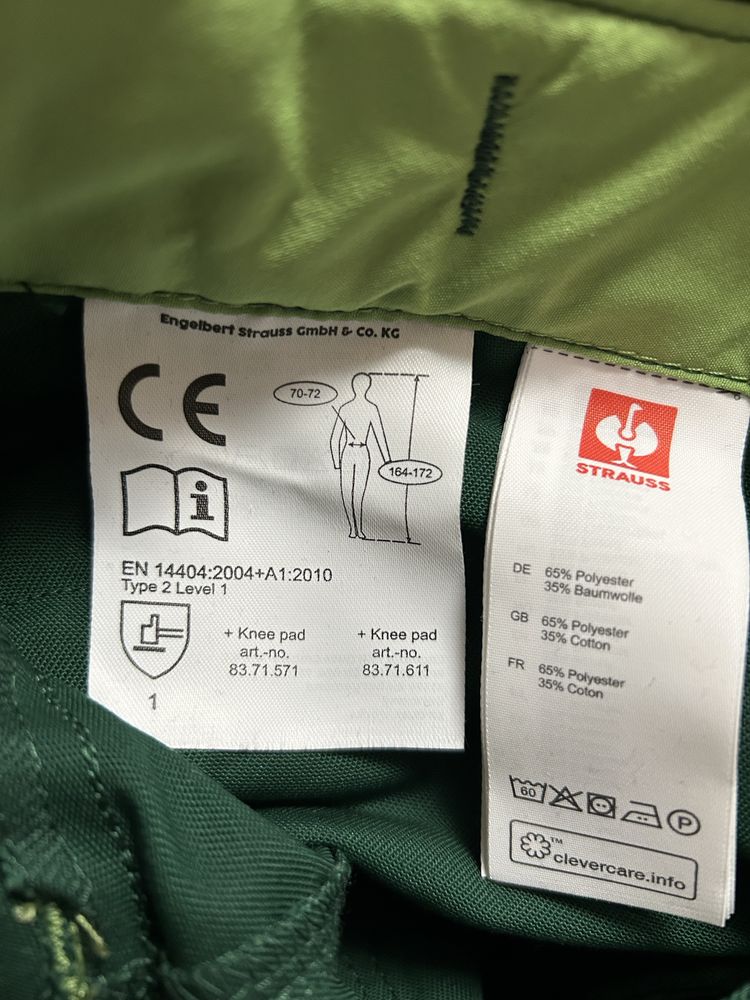 Engelbert Strauss GmbH & Co. KG
CE
70-72
164-172
i
EN 14404:2004+A1:2010
Type 2 Level 1
+ Knee pad
art.-no.
83.71.571
+ Knee pad
art.-no.
83.71.611
1
STRAUSS
DE 65% Polyester
35% Baumwolle
GB 65% Polyester
35% Cotton
FR 65% Polyester
35% Coton
60
P
™
clevercare.info